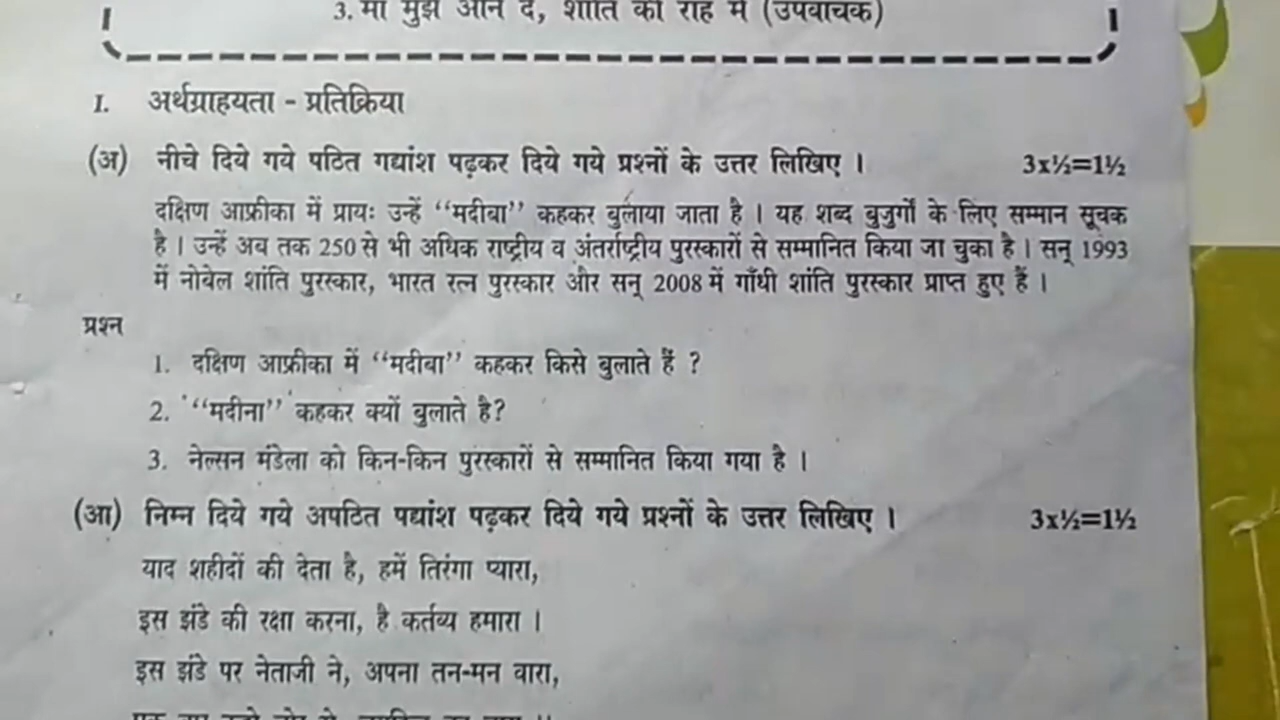 3. माँ मुझे आने दे, शांति की राह में (उपवाचक)
I. अर्थग्राहयता - प्रतिक्रिया
(अ) नीचे दिये गये पठित गद्यांश पढ़कर दिये गये प्रश्नों के उत्तर लिखिए । 3x½=1½
दक्षिण आफ्रीका में प्रायः उन्हें “मदीबा” कहकर बुलाया जाता है । यह शब्द बुजुर्गों के लिए सम्मान सूचक
है । उन्हें अब तक 250 से भी अधिक राष्ट्रीय व अंतर्राष्ट्रीय पुरस्कारों से सम्मानित किया जा चुका है । सन् 1993
में नोबेल शांति पुरस्कार, भारत रत्न पुरस्कार और सन् 2008 में गाँधी शांति पुरस्कार प्राप्त हुए हैं ।
प्रश्न
1. दक्षिण आफ्रीका में “मदीबा” कहकर किसे बुलाते हैं ?
2. “मदीना” कहकर क्यों बुलाते है?
3. नेल्सन मंडेला को किन-किन पुरस्कारों से सम्मानित किया गया है ।
(आ) निम्न दिये गये अपठित पद्यांश पढ़कर दिये गये प्रश्नों के उत्तर लिखिए । 3x½=1½
याद शहीदों की देता है, हमें तिरंगा प्यारा,
इस झंडे की रक्षा करना, है कर्तव्य हमारा ।
इस झंडे पर नेताजी ने, अपना तन-मन वारा,